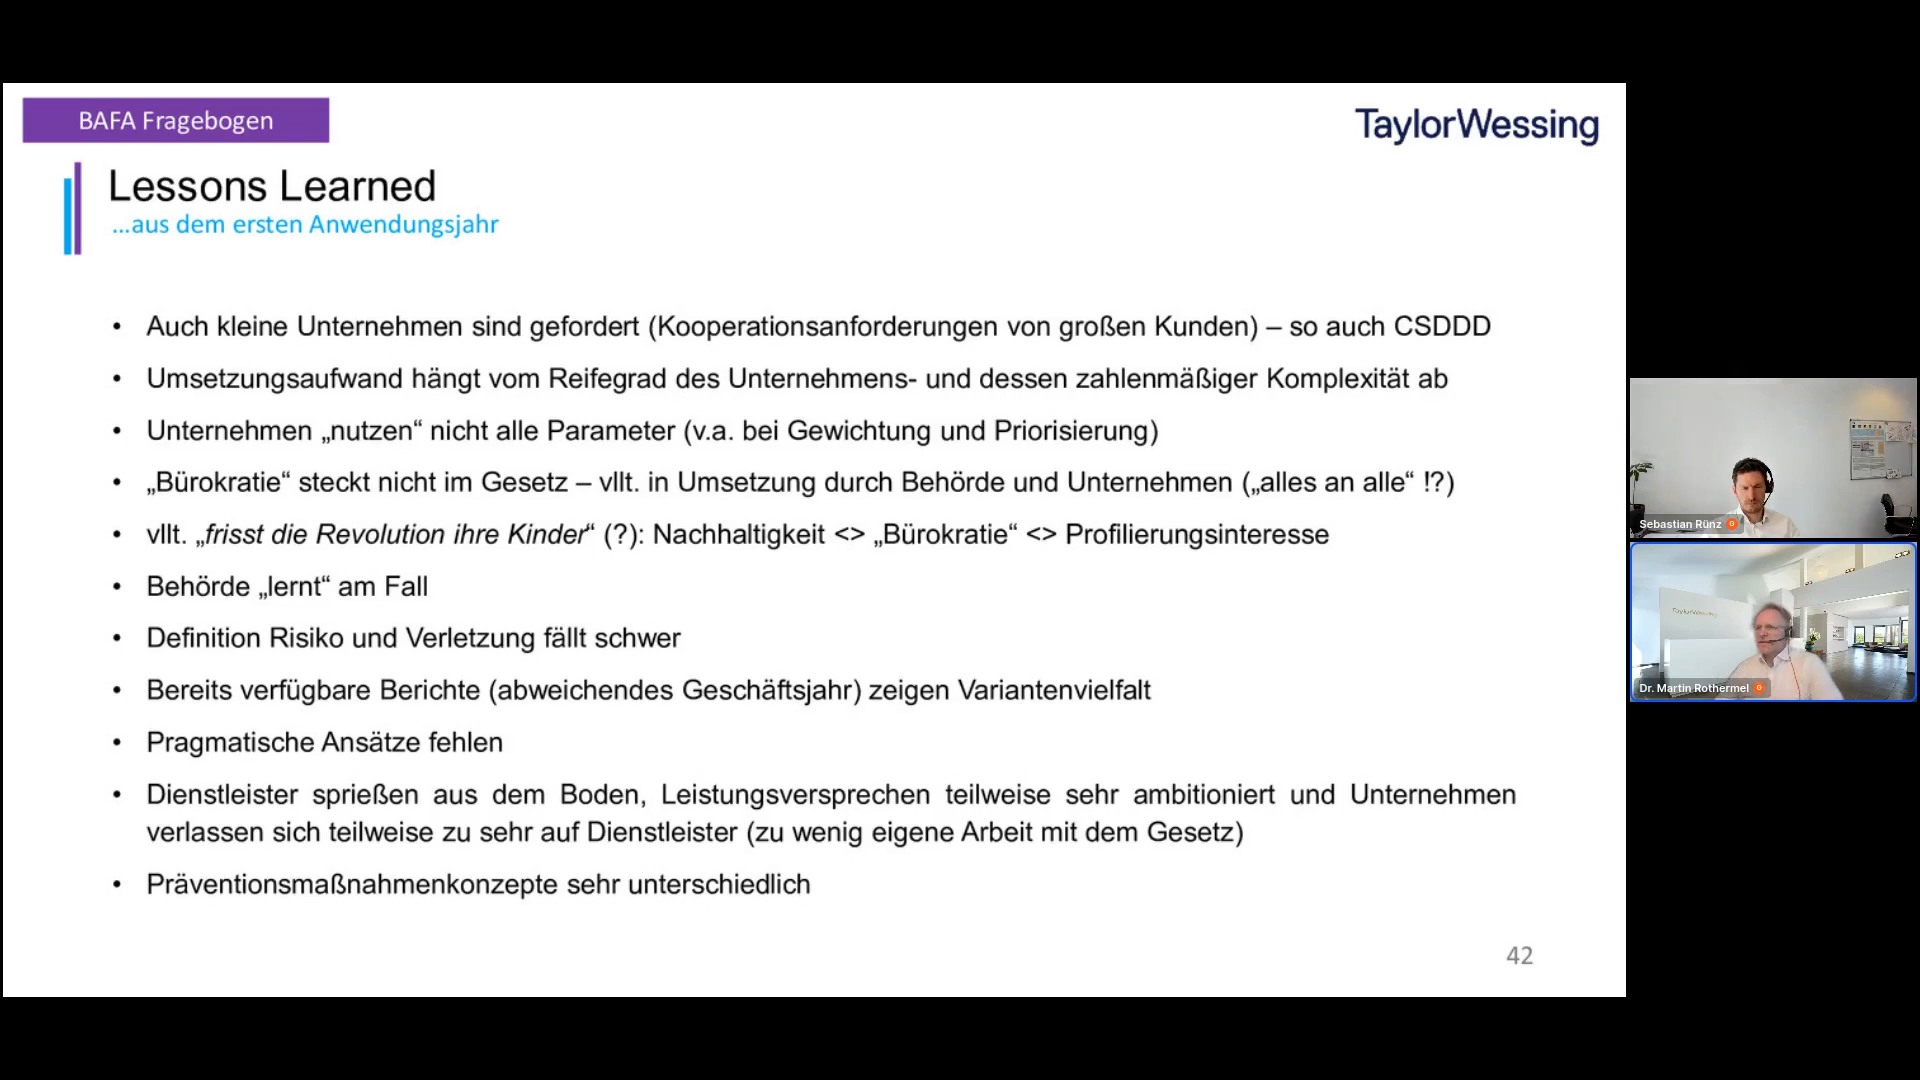 BAFA Fragebogen
TaylorWessing
Lessons Learned
...aus dem ersten Anwendungsjahr
• Auch kleine Unternehmen sind gefordert (Kooperationsanforderungen von großen Kunden) – so auch CSDDD
• Umsetzungsaufwand hängt vom Reifegrad des Unternehmens- und dessen zahlenmäßiger Komplexität ab
• Unternehmen „nutzen“ nicht alle Parameter (v.a. bei Gewichtung und Priorisierung)
• „Bürokratie“ steckt nicht im Gesetz – vllt. in Umsetzung durch Behörde und Unternehmen („alles an alle“ !?)
• vllt. „frisst die Revolution ihre Kinder“ (?): Nachhaltigkeit <> „Bürokratie“ <> Profilierungsinteresse
• Behörde „lernt“ am Fall
• Definition Risiko und Verletzung fällt schwer
• Bereits verfügbare Berichte (abweichendes Geschäftsjahr) zeigen Variantenvielfalt
• Pragmatische Ansätze fehlen
• Dienstleister sprießen aus dem Boden, Leistungsversprechen teilweise sehr ambitioniert und Unternehmen
verlassen sich teilweise zu sehr auf Dienstleister (zu wenig eigene Arbeit mit dem Gesetz)
• Präventionsmaßnahmenkonzepte sehr unterschiedlich
42
Sebastian Rünz
TaylorWessing
Dr. Martin Rothermel